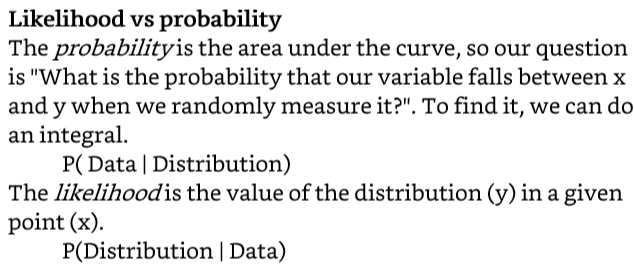 Likelihood vs probability
The probability is the area under the curve, so our question
is "What is the probability that our variable falls between x
and y when we randomly measure it?". To find it, we can do
an integral.
P( Data | Distribution)
The likelihood is the value of the distribution (y) in a given
point (x).
P(Distribution | Data)